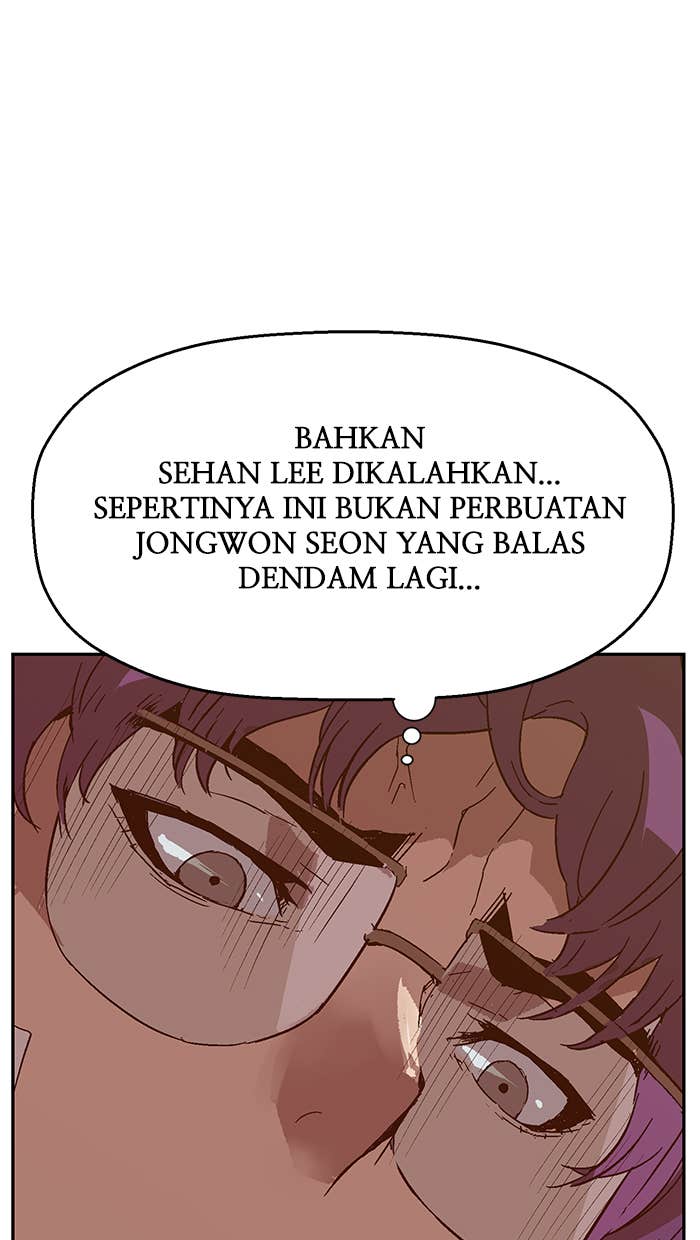 BAHKAN
SEHAN LEE DIKALAHKAN...
SEPERTINYA INI BUKAN PERBUATAN
JONGWON SEON YANG BALAS
DENDAM LAGI...